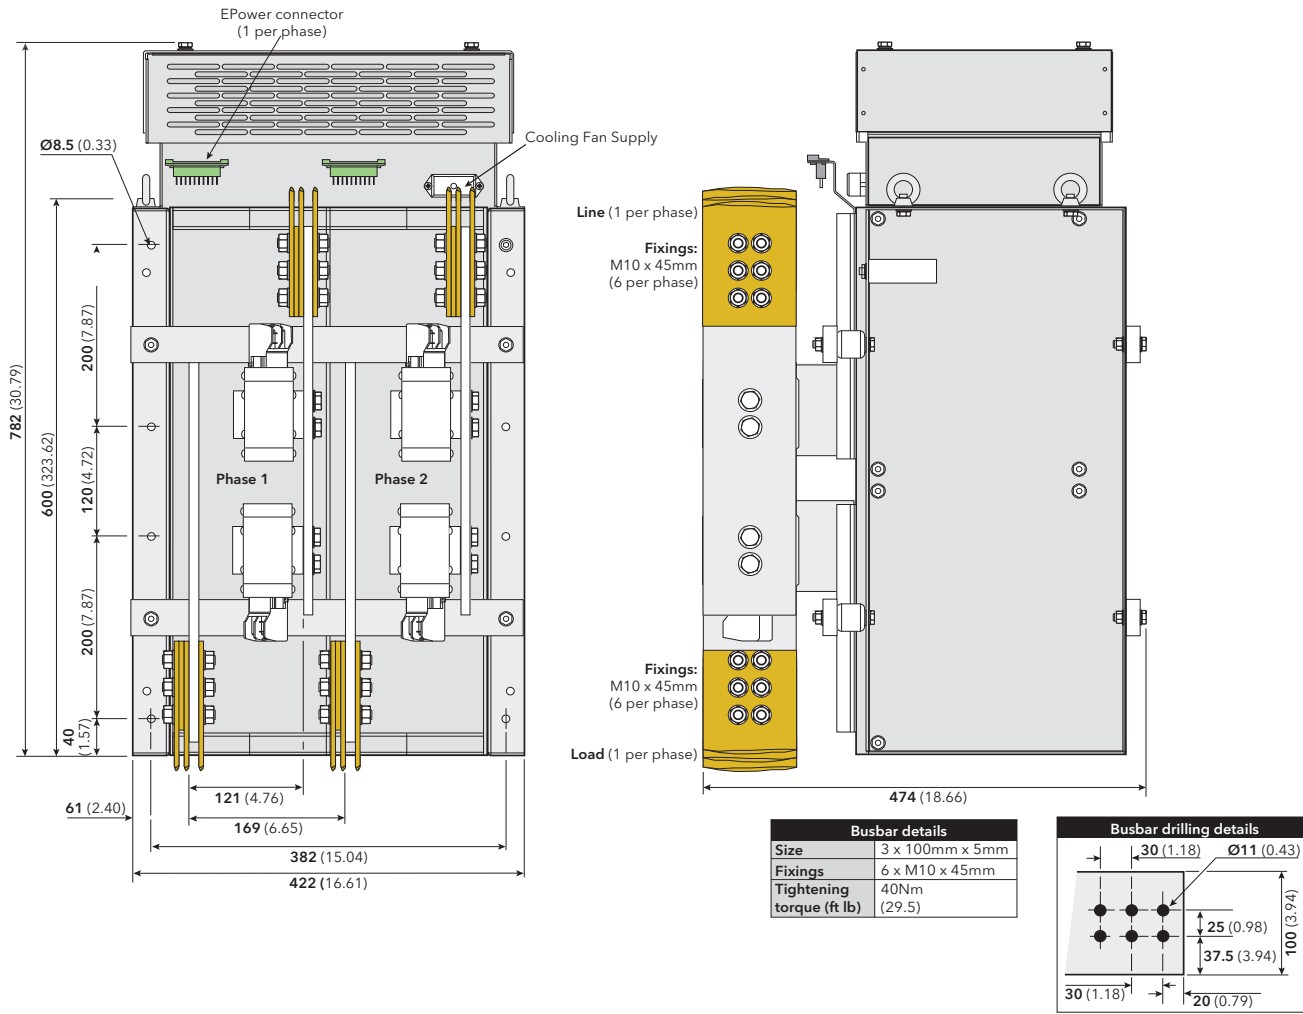 EPower connector
(1 per phase)
Cooling Fan Supply
Ø8.5 (0.33)
782 (30.79)
600 (323.62)
200 (7.87)
120 (4.72)
200 (7.87)
40
(1.57)
Phase 1
Phase 2
61 (2.40)
121 (4.76)
169 (6.65)
382 (15.04)
422 (16.61)
Line (1 per phase)
Fixings:
M10 x 45mm
(6 per phase)
Fixings:
M10 x 45mm
(6 per phase)
Load (1 per phase)
474 (18.66)
Busbar details
Size 3 x 100mm x 5mm
Fixings 6 x M10 x 45mm
Tightening 40Nm
torque (ft lb) (29.5)
Busbar drilling details
30 (1.18)
Ø11 (0.43)
25 (0.98)
37.5 (3.94)
100 (3.94)
30 (1.18)
20 (0.79)